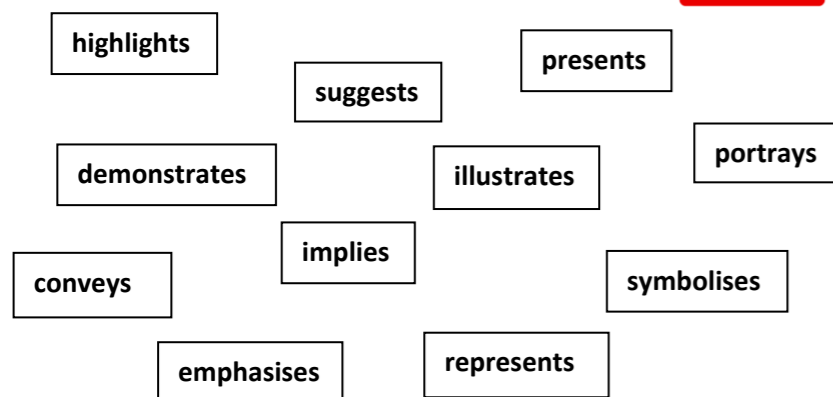 highlights
presents
suggests
portrays
demonstrates
illustrates
implies
conveys
symbolises
represents
emphasises